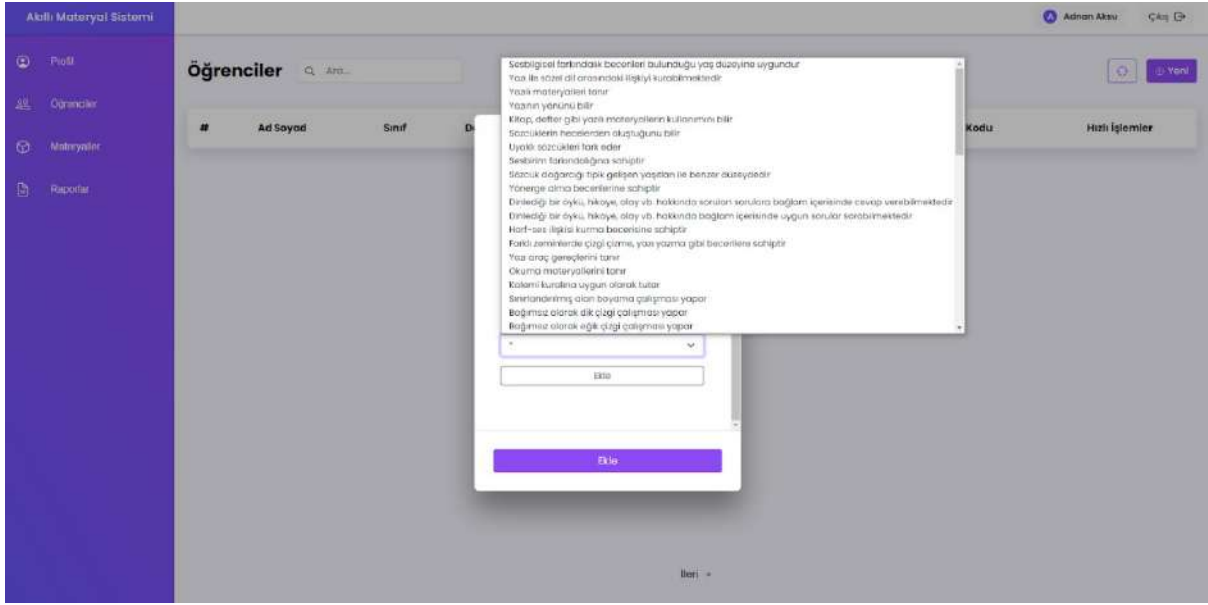 Akıllı Materyal Sistemi
A Adnan Aksu Çıkış
Profil
Öğrenciler
Materyaller
Raporlar
Öğrenciler Ara...
Yeni
# Ad Soyad Sınıf Kodu Hızlı İşlemler
Sesbilgisel farkındalık becerileri bulunduğu yaş düzeyine uygundur
Yazı ile sözel dil arasındaki ilişkiyi kurabilmektedir
Yazılı materyalleri tanır
Yazının yönünü bilir
Kitap, defter gibi yazılı materyallerin kullanımını bilir
Sözcüklerin hecelerden oluştuğunu bilir
Uyaklı sözcükleri fark eder
Sesbirim farkındalığına sahiptir
Sözcük dağarcığı tipik gelişen yaşıtları ile benzer düzeydedir
Yönerge alma becerilerine sahiptir
Dinlediği bir öykü, hikaye, olay vb. hakkında sorulan sorulara bağlam içerisinde cevap verebilmektedir
Dinlediği bir öykü, hikaye, olay vb. hakkında bağlam içerisinde uygun sorular sorabilmektedir
Harf-ses ilişkisi kurma becerisine sahiptir
Farklı zeminlerde çizgi çizme, yazı yazma gibi becerilere sahiptir
Yazı araç gereçlerini tanır
Okuma materyallerini tanır
Kalemi kuralına uygun olarak tutar
Sınırlandırılmış alan boyama çalışması yapar
Bağımsız olarak dik çizgi çalışması yapar
Bağımsız olarak eğik çizgi çalışması yapar
Ekle
Ekle
İleri